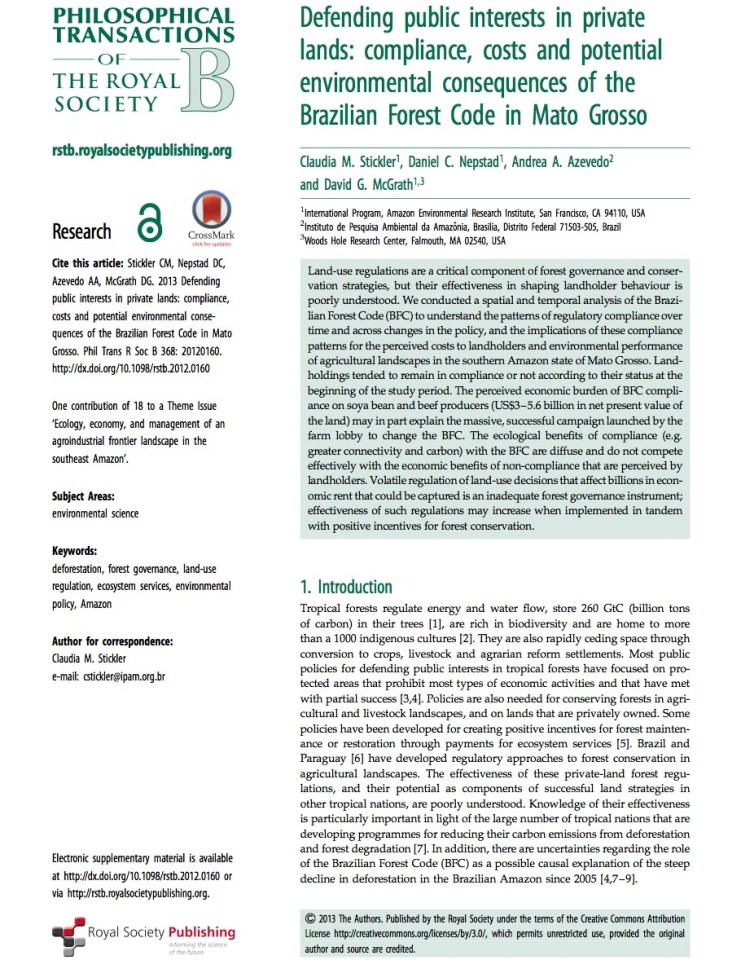 PHILOSOPHICAL
TRANSACTIONS
OF
THE ROYAL
SOCIETY
B
rstb.royalsocietypublishing.org
Research
CrossMark
click for updates
Cite this article: Stickler CM, Nepstad DC,
Azevedo AA, McGrath DG. 2013 Defending
public interests in private lands: compliance,
costs and potential environmental conse-
quences of the Brazilian Forest Code in Mato
Grosso. Phil Trans R Soc B 368: 20120160.
http://dx.doi.org/10.1098/rstb.2012.0160
One contribution of 18 to a Theme Issue
‘Ecology, economy, and management of an
agroindustrial frontier landscape in the
southeast Amazon’.
Subject Areas:
environmental science
Keywords:
deforestation, forest governance, land-use
regulation, ecosystem services, environmental
policy, Amazon
Author for correspondence:
Claudia M. Stickler
e-mail: cstickler@ipam.org.br
Electronic supplementary material is available
at http://dx.doi.org/10.1098/rstb.2012.0160 or
via http://rstb.royalsocietypublishing.org.
Royal Society Publishing
Informing the science
of the future
Defending public interests in private
lands: compliance, costs and potential
environmental consequences of the
Brazilian Forest Code in Mato Grosso
Claudia M. Stickler1, Daniel C. Nepstad1, Andrea A. Azevedo2
and David G. McGrath1,3
1International Program, Amazon Environmental Research Institute, San Francisco, CA 94110, USA
2Instituto de Pesquisa Ambiental da Amazônia, Brasilia, Distrito Federal 71503-505, Brazil
3Woods Hole Research Center, Falmouth, MA 02540, USA
Land-use regulations are a critical component of forest governance and conser-
vation strategies, but their effectiveness in shaping landholder behaviour is
poorly understood. We conducted a spatial and temporal analysis of the Brazi-
lian Forest Code (BFC) to understand the patterns of regulatory compliance over
time and across changes in the policy, and the implications of these compliance
patterns for the perceived costs to landholders and environmental performance
of agricultural landscapes in the southern Amazon state of Mato Grosso. Land-
holdings tended to remain in compliance or not according to their status at the
beginning of the study period. The perceived economic burden of BFC compli-
ance on soya bean and beef producers (US$3–5.6 billion in net present value of
the land) may in part explain the massive, successful campaign launched by the
farm lobby to change the BFC. The ecological benefits of compliance (e.g.
greater connectivity and carbon) with the BFC are diffuse and do not compete
effectively with the economic benefits of non-compliance that are perceived by
landholders. Volatile regulation of land-use decisions that affect billions in econ-
omic rent that could be captured is an inadequate forest governance instrument;
effectiveness of such regulations may increase when implemented in tandem
with positive incentives for forest conservation.
1. Introduction
Tropical forests regulate energy and water flow, store 260 GtC (billion tons
of carbon) in their trees [1], are rich in biodiversity and are home to more
than a 1000 indigenous cultures [2]. They are also rapidly ceding space through
conversion to crops, livestock and agrarian reform settlements. Most public
policies for defending public interests in tropical forests have focused on pro-
tected areas that prohibit most types of economic activities and that have met
with partial success [3,4]. Policies are also needed for conserving forests in agri-
cultural and livestock landscapes, and on lands that are privately owned. Some
policies have been developed for creating positive incentives for forest mainten-
ance or restoration through payments for ecosystem services [5]. Brazil and
Paraguay [6] have developed regulatory approaches to forest conservation in
agricultural landscapes. The effectiveness of these private-land forest regu-
lations, and their potential as components of successful land strategies in
other tropical nations, are poorly understood. Knowledge of their effectiveness
is particularly important in light of the large number of tropical nations that are
developing programmes for reducing their carbon emissions from deforestation
and forest degradation [7]. In addition, there are uncertainties regarding the role
of the Brazilian Forest Code (BFC) as a possible causal explanation of the steep
decline in deforestation in the Brazilian Amazon since 2005 [4,7–9].
© 2013 The Authors. Published by the Royal Society under the terms of the Creative Commons Attribution
License http://creativecommons.org/licenses/by/3.0/, which permits unrestricted use, provided the original
author and source are credited.